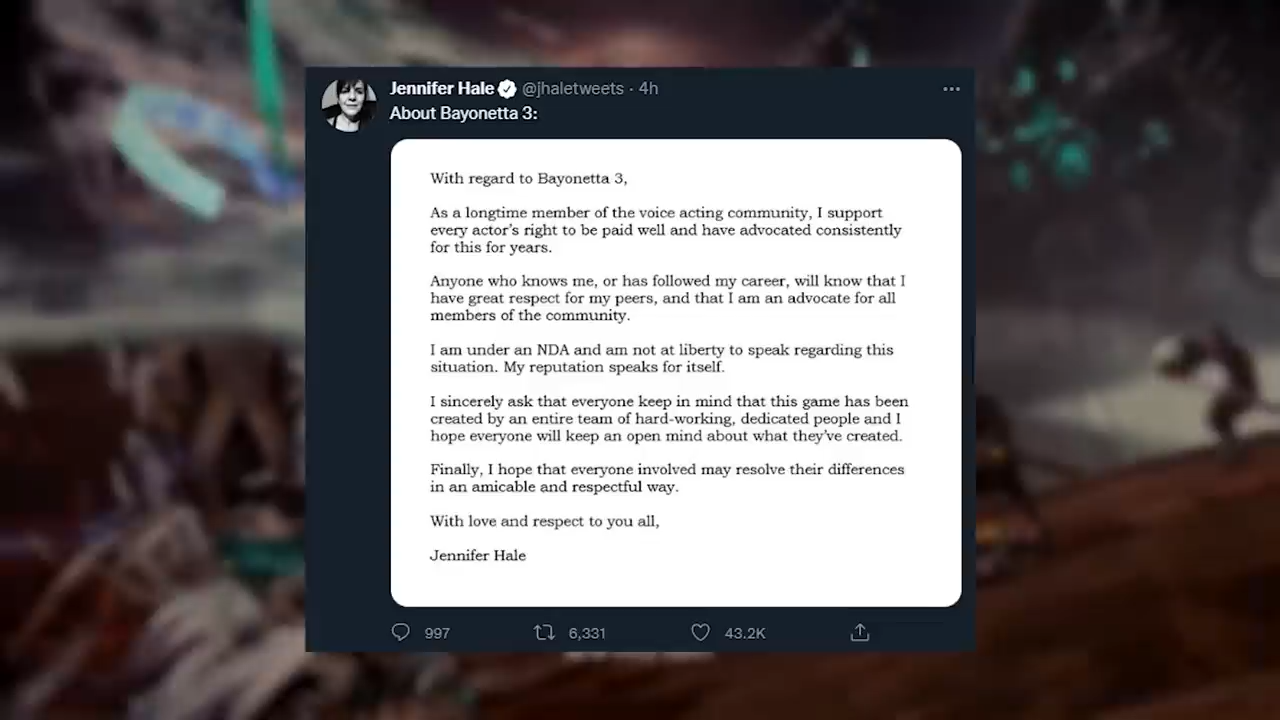 Jennifer Hale @jhaletweets · 4h
About Bayonetta 3:
With regard to Bayonetta 3,
As a longtime member of the voice acting community, I support
every actor's right to be paid well and have advocated consistently
for this for years.
Anyone who knows me, or has followed my career, will know that I
have great respect for my peers, and that I am an advocate for all
members of the community.
I am under an NDA and am not at liberty to speak regarding this
situation. My reputation speaks for itself.
I sincerely ask that everyone keep in mind that this game has been
created by an entire team of hard-working, dedicated people and I
hope everyone will keep an open mind about what they've created.
Finally, I hope that everyone involved may resolve their differences
in an amicable and respectful way.
With love and respect to you all,
Jennifer Hale
997 6,331 43.2K